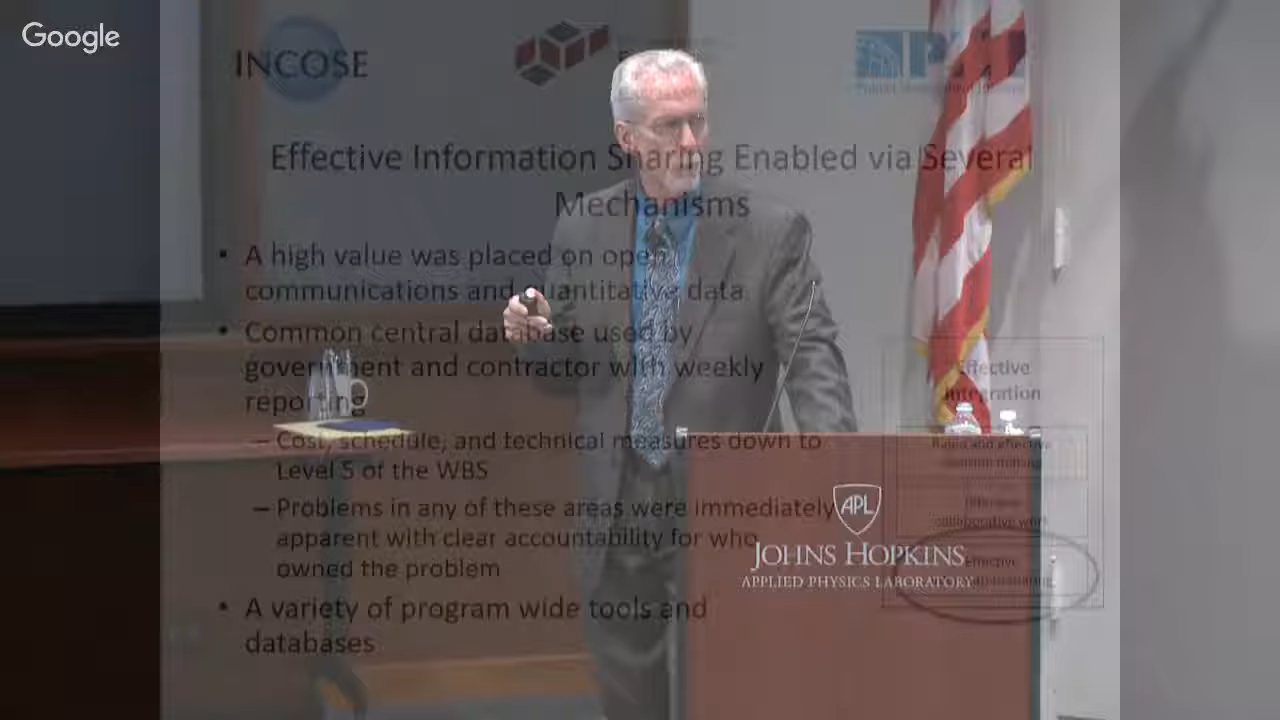 Google
INCOSE
Effective Information Sharing Enabled via Several
Mechanisms
• A high value was placed on open
communications and quantitative data
• Common central database used by
government and contractor with weekly
reporting
– Cost, schedule, and technical measures down to
Level 5 of the WBS
– Problems in any of these areas were immediately
apparent with clear accountability for who
owned the problem
• A variety of program wide tools and
databases
Effective
Integration
Effective
APL
JOHNS HOPKINS
APPLIED PHYSICS LABORATORY